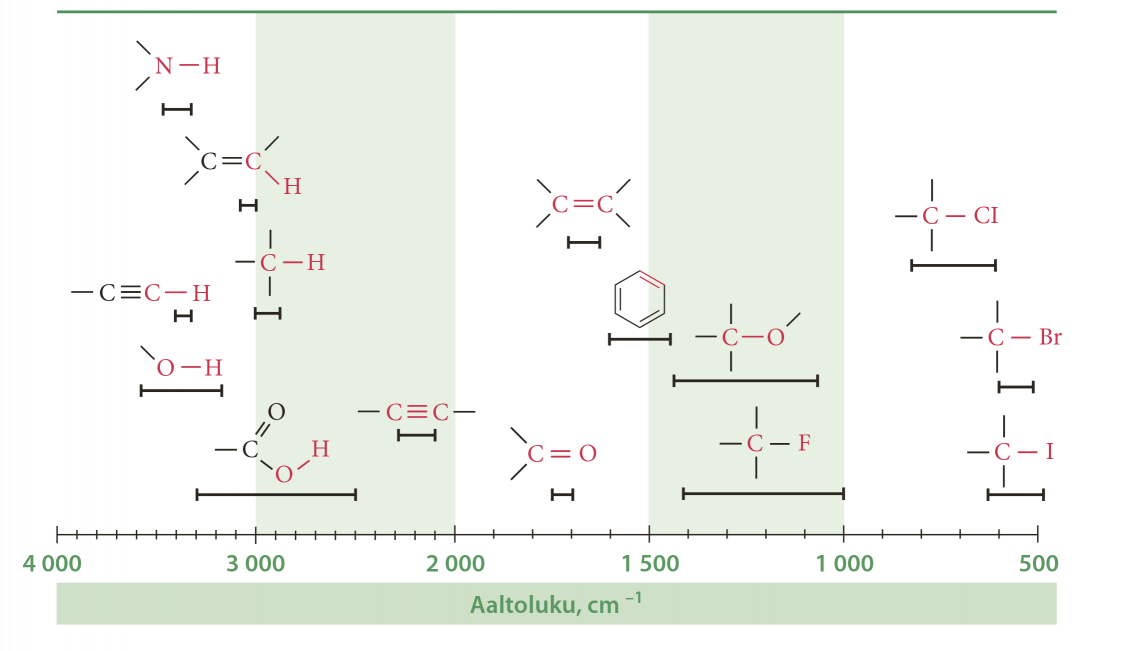 N—H
C=C
H
C—H
C≡C—H
O—H
O
C
O
H
C≡C
C=C
C=O
C—O
C—F
C—Cl
C—Br
C—I
4 000 3 000 2 000 1 500 1 000 500
Aaltoluku, cm ⁻¹